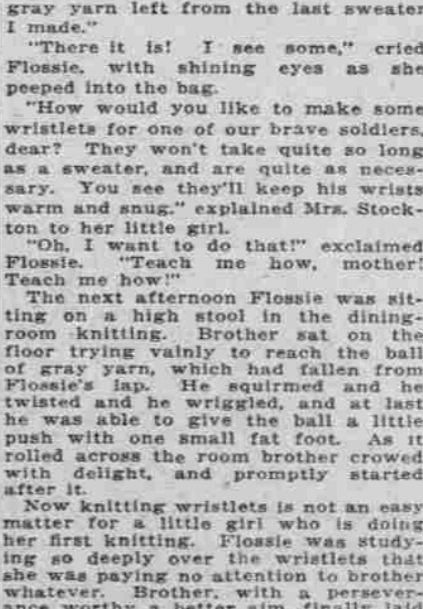 gray yarn left from the last sweater
I made."
"There it is! I see some," cried
Flossie, with shining eyes as she
peeped into the bag.
"How would you like to make some
wristlets for one of our brave soldiers,
dear? They won't take quite so long
as a sweater, and are quite as neces-
sary. You see they'll keep his wrists
warm and snug." explained Mrs. Stock-
ton to her little girl.
"Oh, I want to do that!" exclaimed
Flossie. "Teach me how, mother!
Teach me how!"
The next afternoon Flossie was sit-
ting on a high stool in the dining-
room knitting. Brother sat on the
floor trying vainly to reach the ball
of gray yarn, which had fallen from
Flossie's lap. He squirmed and he
twisted and he wriggled, and at last
he was able to give the ball a little
push with one small fat foot. As it
rolled across the room brother crowed
with delight, and promptly started
after it.
Now knitting wristlets is not an easy
matter for a little girl who is doing
her first knitting. Flossie was study-
ing so deeply over the wristlets that
she was paying no attention to brother
whatever. Brother, with a persever-
ance worthy a better aim, finally